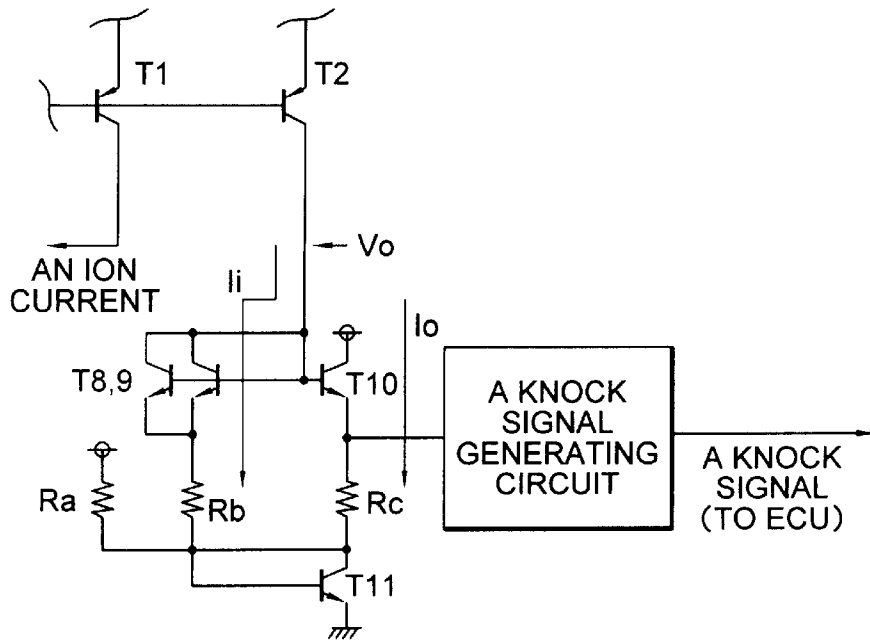 T1
T2
Vo
AN ION
CURRENT
Ii
Io
T8,9
T10
A KNOCK
SIGNAL
GENERATING
CIRCUIT
A KNOCK
SIGNAL
(TO ECU)
Ra
Rb
Rc
T11